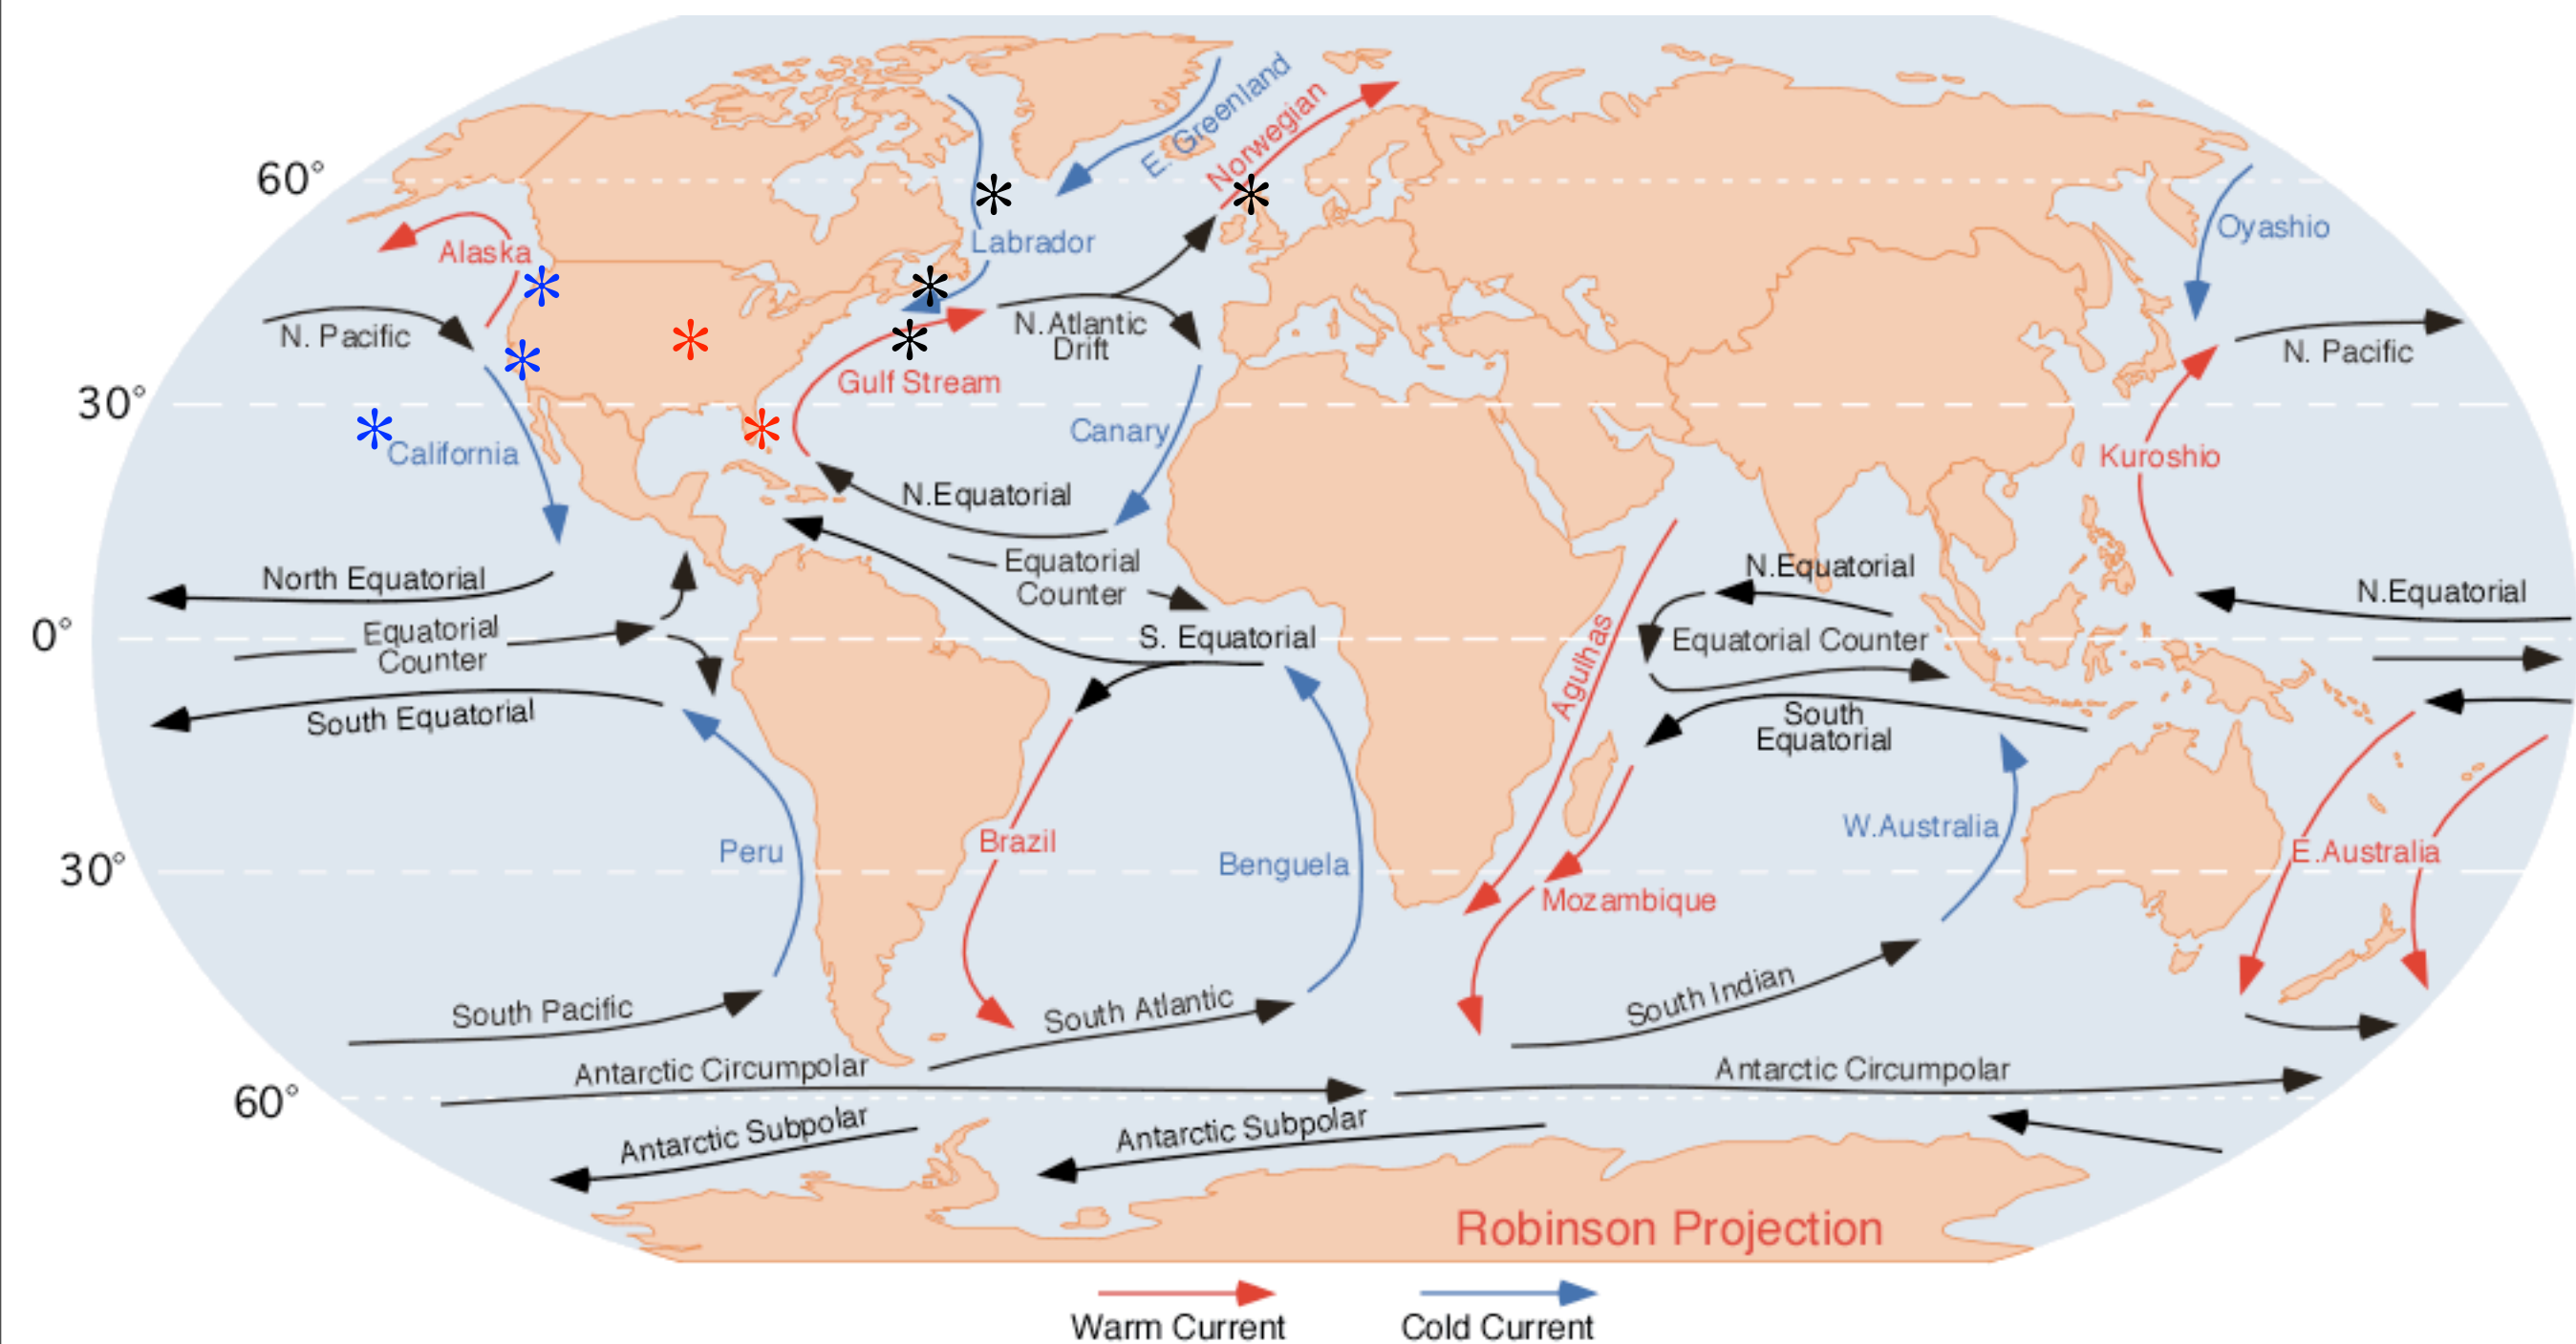 E. Greenland
Norwegian
60°
Labrador
Oyashio
Alaska
N. Pacific
N.Atlantic
Drift
N. Pacific
Gulf Stream
30°
Canary
California
Kuroshio
N.Equatorial
Equatorial
Counter
N.Equatorial
North Equatorial
N.Equatorial
0°
Equatorial
Counter
S. Equatorial
Equatorial Counter
Agulhas
South Equatorial
South
Equatorial
Peru
Brazil
Benguela
W.Australia
E.Australia
30°
Mozambique
South Pacific
South Atlantic
South Indian
Antarctic Circumpolar
Antarctic Circumpolar
60°
Antarctic Subpolar
Antarctic Subpolar
Robinson Projection
Warm Current
Cold Current